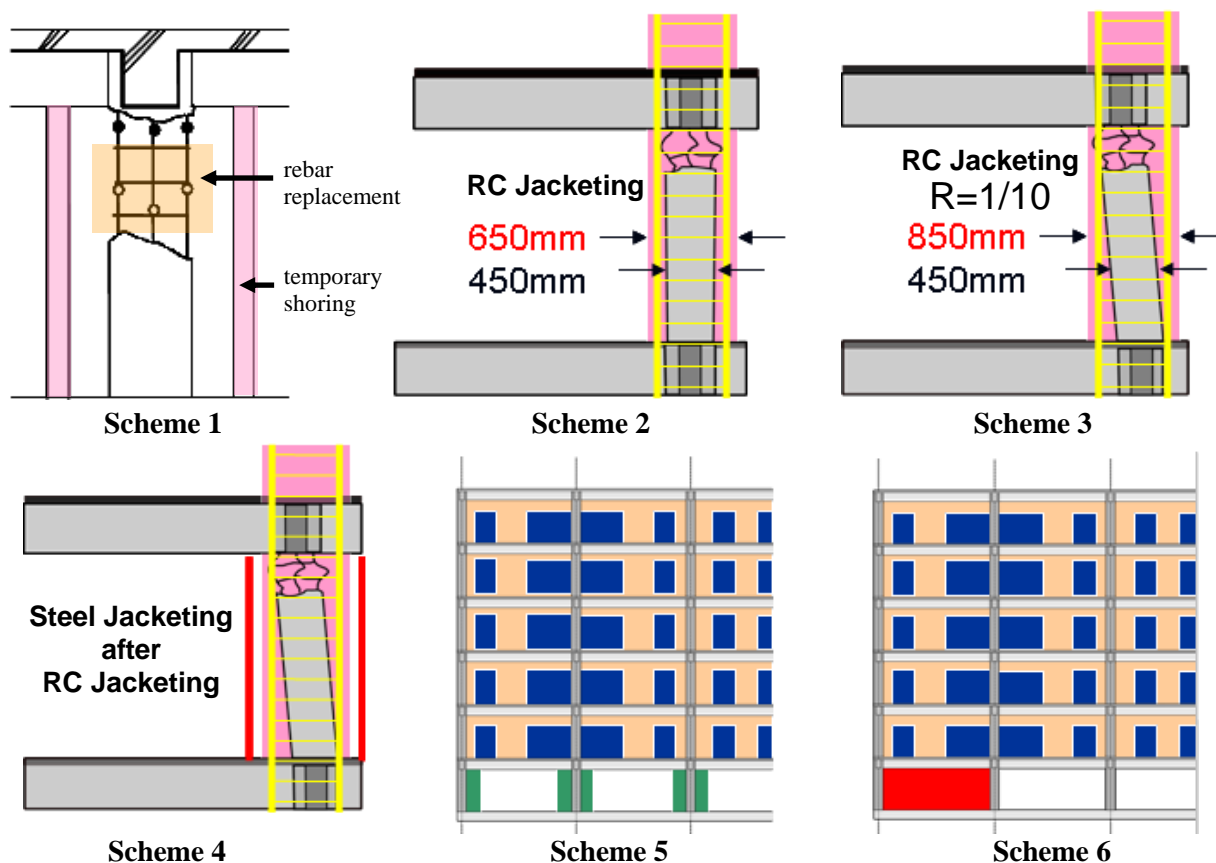 rebar
replacement
temporary
shoring
Scheme 1
RC Jacketing
650mm
450mm
Scheme 2
RC Jacketing
R=1/10
850mm
450mm
Scheme 3
Steel Jacketing
after
RC Jacketing
Scheme 4
Scheme 5
Scheme 6